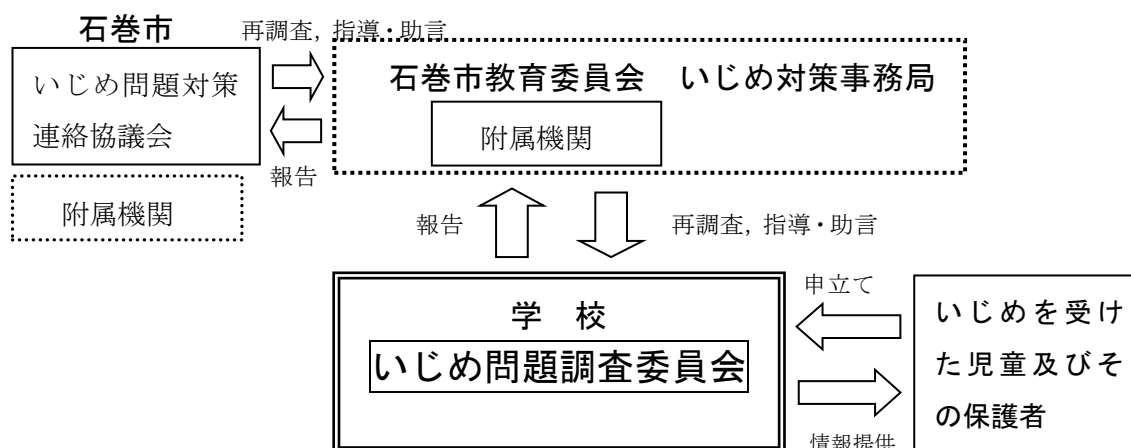 石巻市
再調査，指導・助言
いじめ問題対策
連絡協議会
石巻市教育委員会　いじめ対策事務局
附属機関
報告
附属機関
報告
再調査，指導・助言
学　校
いじめ問題調査委員会
申立て
いじめを受け
た児童及びそ
の保護者
情報提供